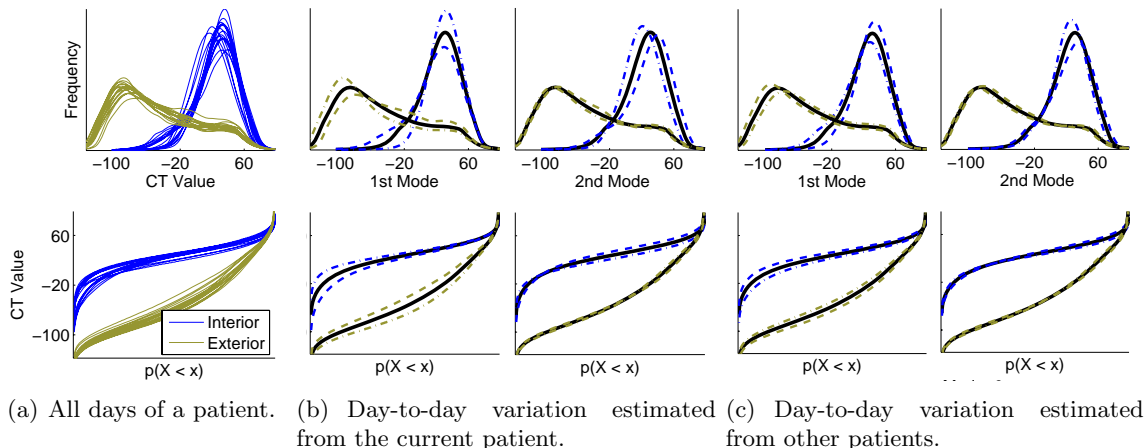 Frequency
−100 −20 60
CT Value
−100 −20 60
1st Mode
−100 −20 60
2nd Mode
−100 −20 60
1st Mode
−100 −20 60
2nd Mode
CT Value
60
−20
−100
Interior
Exterior
p(X < x)
p(X < x)
p(X < x)
p(X < x)
p(X < x)
(a) All days of a patient.
(b) Day-to-day variation estimated
from the current patient.
(c) Day-to-day variation estimated
from other patients.